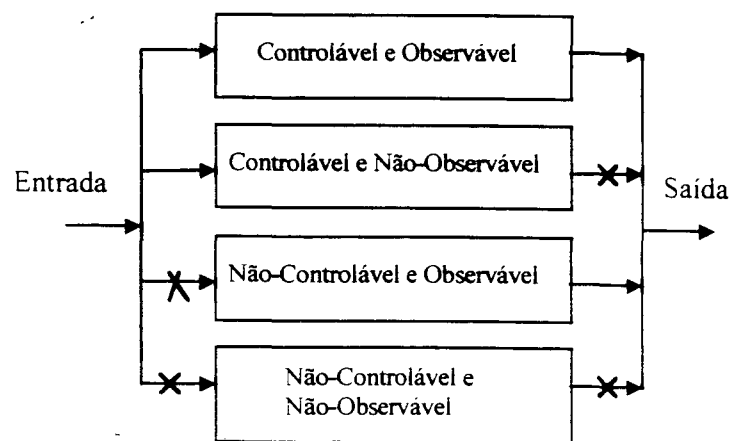 Controlável e Observável
Controlável e Não-Observável
Entrada
Saída
Não-Controlável e Observável
Não-Controlável e
Não-Observável